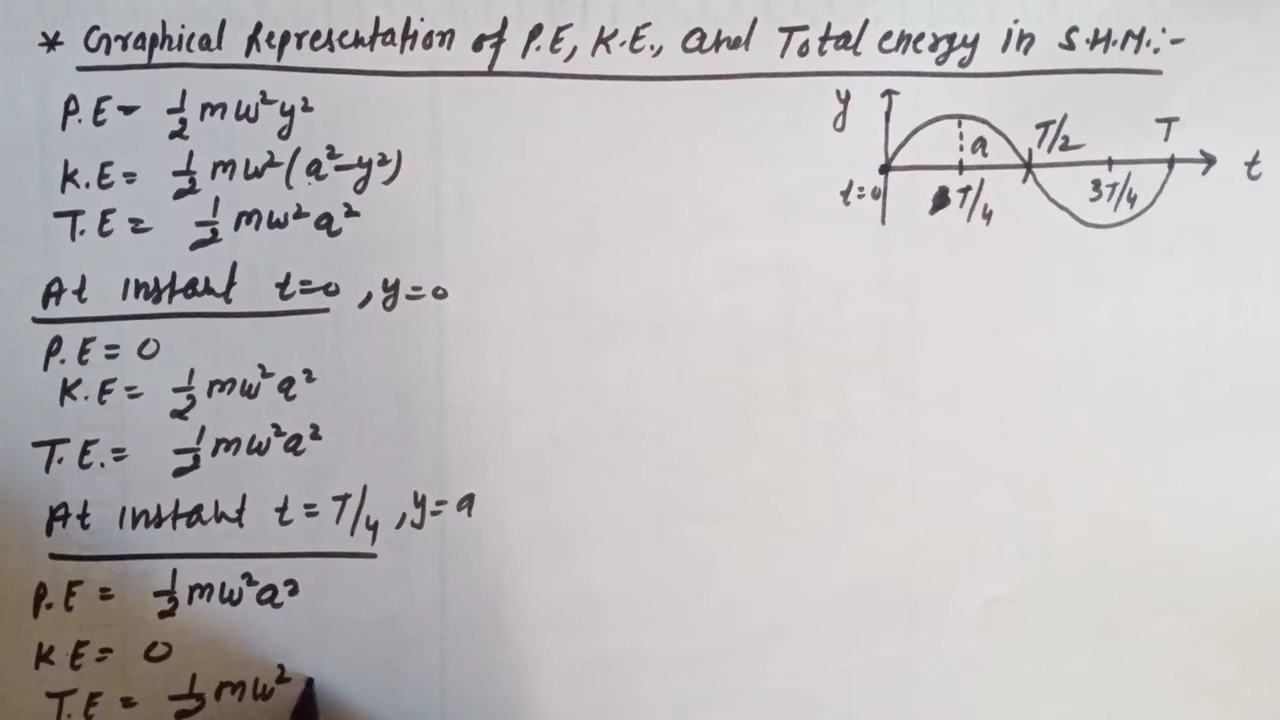 * Graphical Representation of P.E, K.E., and Total energy in S.H.M.:-
P.E = ½ mω²y²
K.E = ½ mω²(a²-y²)
T.E = ½ mω²a²
At instant t=0, y=0
P.E = 0
K.E = ½ mω²a²
T.E. = ½ mω²a²
At instant t = T/4, y=a
P.E = ½ mω²a²
K E = 0
T.E = ½ mω²
y
a
T/2
T
t
t=0
T/4
3T/4